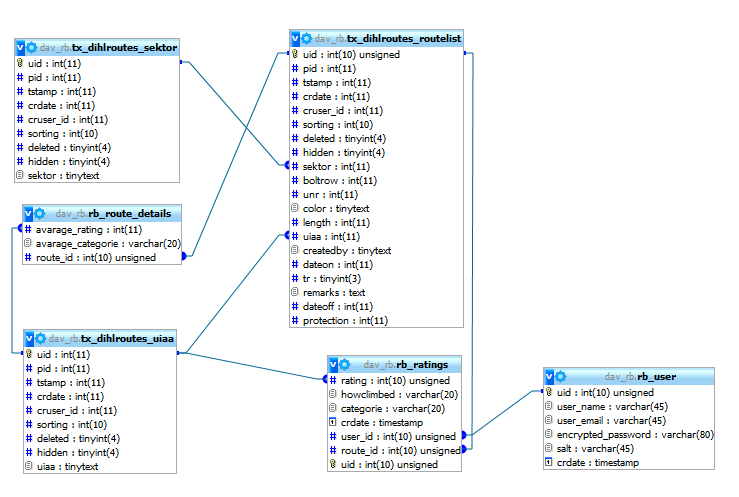 dav_rb.tx_dihlroutes_sektor
uid : int(11)
pid : int(11)
tstamp : int(11)
crdate : int(11)
cruser_id : int(11)
sorting : int(10)
deleted : tinyint(4)
hidden : tinyint(4)
sektor : tinytext
dav_rb.rb_route_details
avarage_rating : int(11)
avarage_categorie : varchar(20)
route_id : int(10) unsigned
dav_rb.tx_dihlroutes_uiaa
uid : int(11)
pid : int(11)
tstamp : int(11)
crdate : int(11)
cruser_id : int(11)
sorting : int(10)
deleted : tinyint(4)
hidden : tinyint(4)
uiaa : tinytext
dav_rb.tx_dihlroutes_routelist
uid : int(10) unsigned
pid : int(11)
tstamp : int(11)
crdate : int(11)
cruser_id : int(11)
sorting : int(10)
deleted : tinyint(4)
hidden : tinyint(4)
sektor : int(11)
boltrow : int(11)
unr : int(11)
color : tinytext
length : int(11)
uiaa : int(11)
createdby : tinytext
dateon : int(11)
tr : tinyint(3)
remarks : text
dateoff : int(11)
protection : int(11)
dav_rb.rb_ratings
rating : int(10) unsigned
howclimbed : varchar(20)
categorie : varchar(20)
crdate : timestamp
user_id : int(10) unsigned
route_id : int(10) unsigned
uid : int(10) unsigned
dav_rb.rb_user
uid : int(10) unsigned
user_name : varchar(45)
user_email : varchar(45)
encrypted_password : varchar(80)
salt : varchar(45)
crdate : timestamp